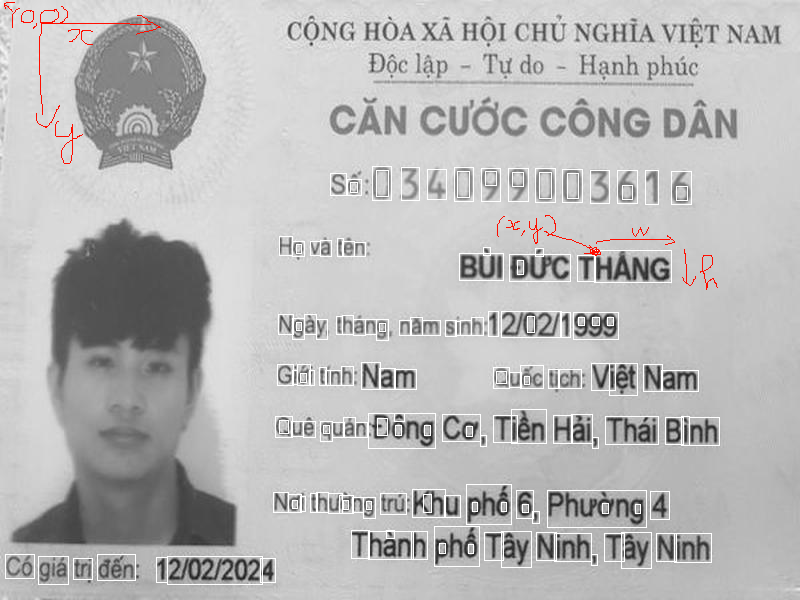 (0,0)
x
y
CỘNG HÒA XÃ HỘI CHỦ NGHĨA VIỆT NAM
Độc lập - Tự do - Hạnh phúc
CĂN CƯỚC CÔNG DÂN
VIỆT NAM
Số: 034099003616
(x,y)
w
h
Họ và tên:
BÙI ĐỨC THẮNG
Ngày, tháng, năm sinh: 12/02/1999
Giới tính: Nam Quốc tịch: Việt Nam
Quê quán: Đông Cơ, Tiền Hải, Thái Bình
Nơi thường trú: Khu phố 6, Phường 4
Thành phố Tây Ninh, Tây Ninh
Có giá trị đến: 12/02/2024